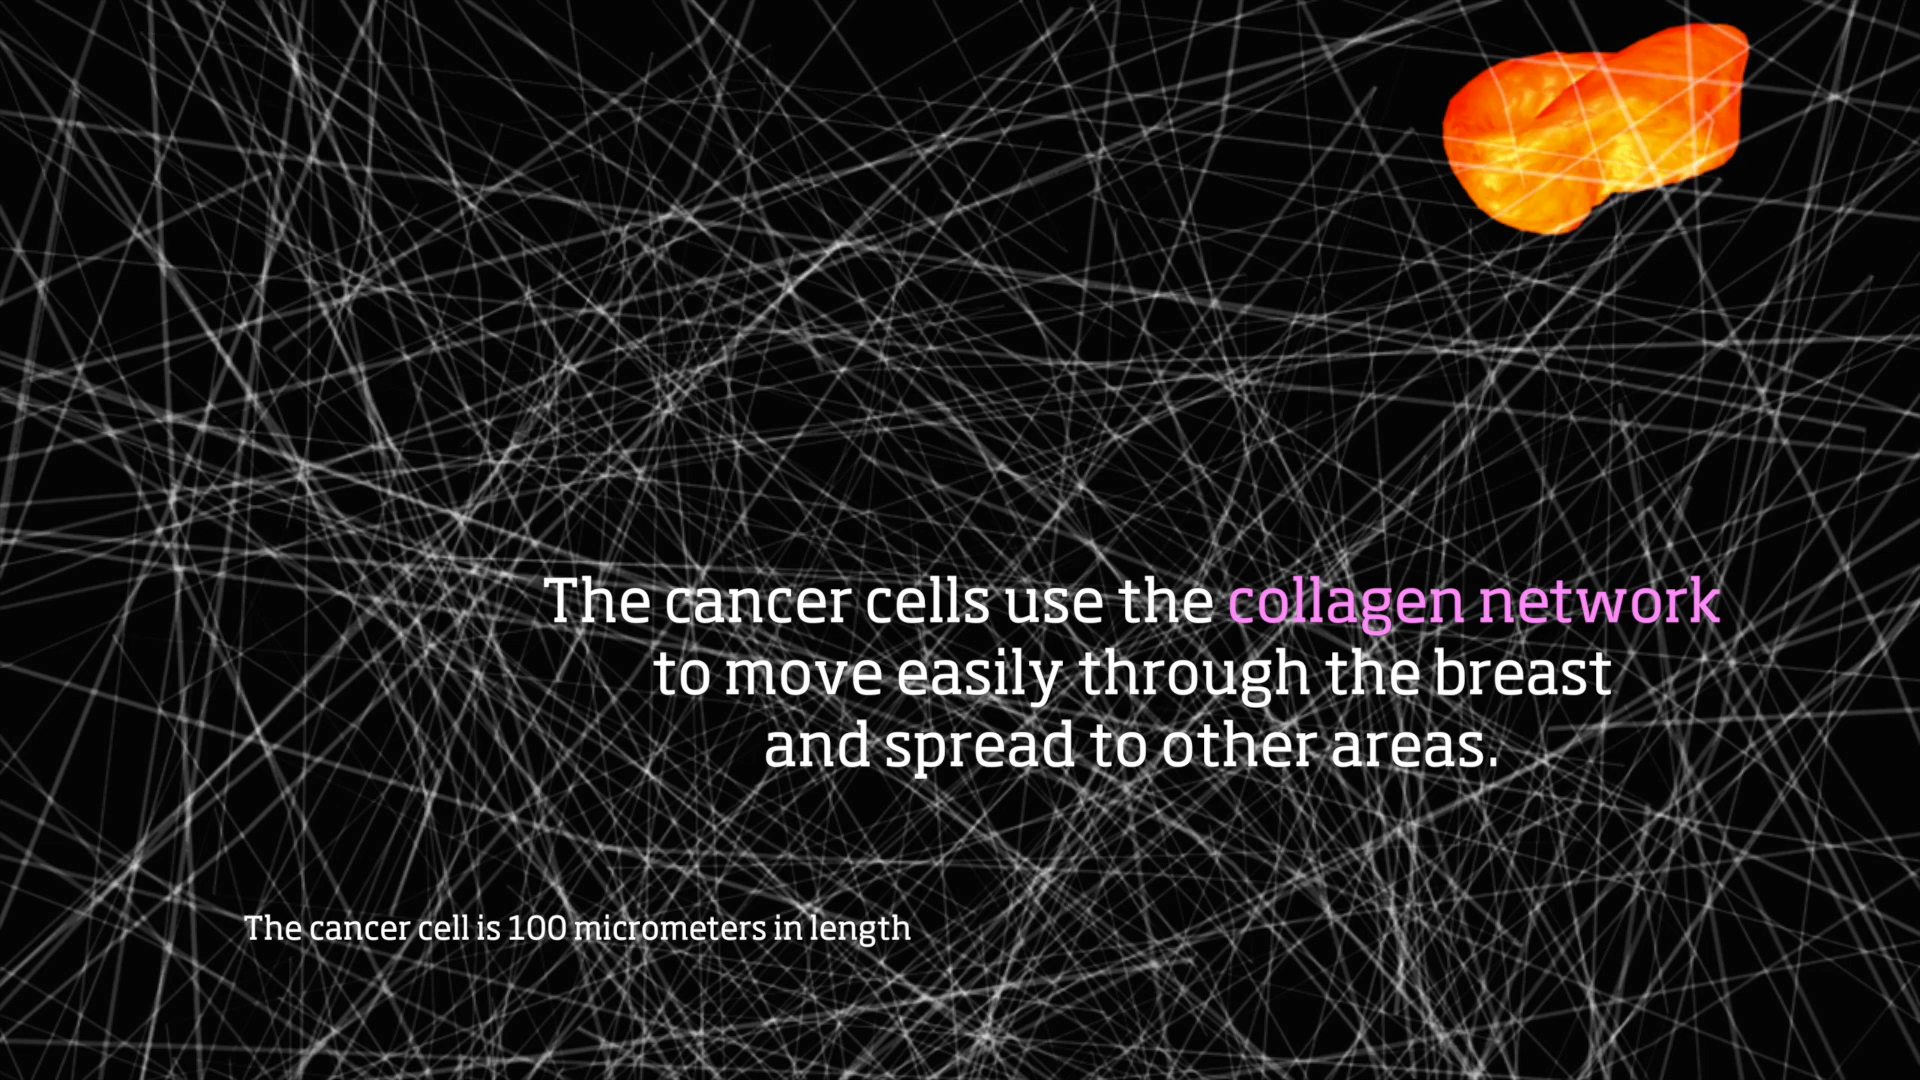 The cancer cells use the collagen network
to move easily through the breast
and spread to other areas.
The cancer cell is 100 micrometers in length